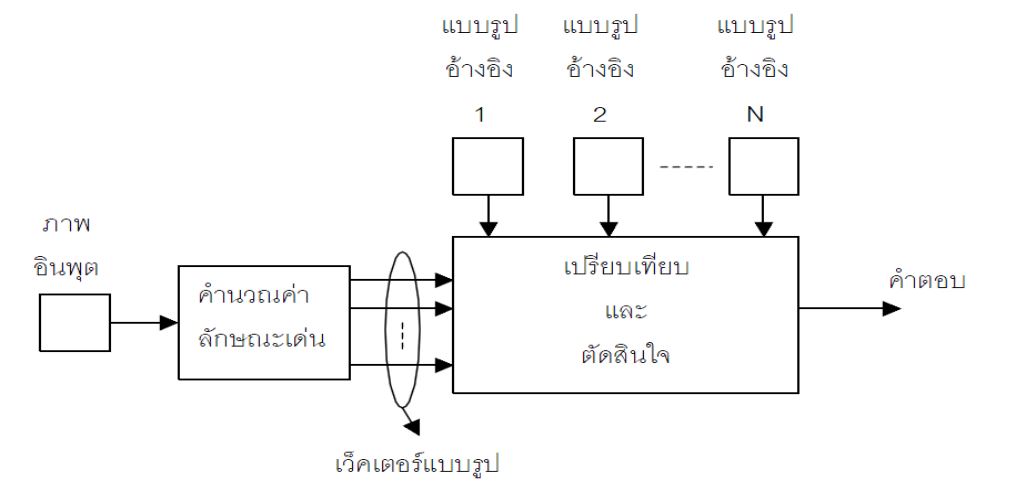 แบบรูป
อ้างอิง
1
แบบรูป
อ้างอิง
2
แบบรูป
อ้างอิง
N
ภาพ
อินพุต
คำนวณค่า
ลักษณะเด่น
เปรียบเทียบ
และ
ตัดสินใจ
คำตอบ
เว็คเตอร์แบบรูป